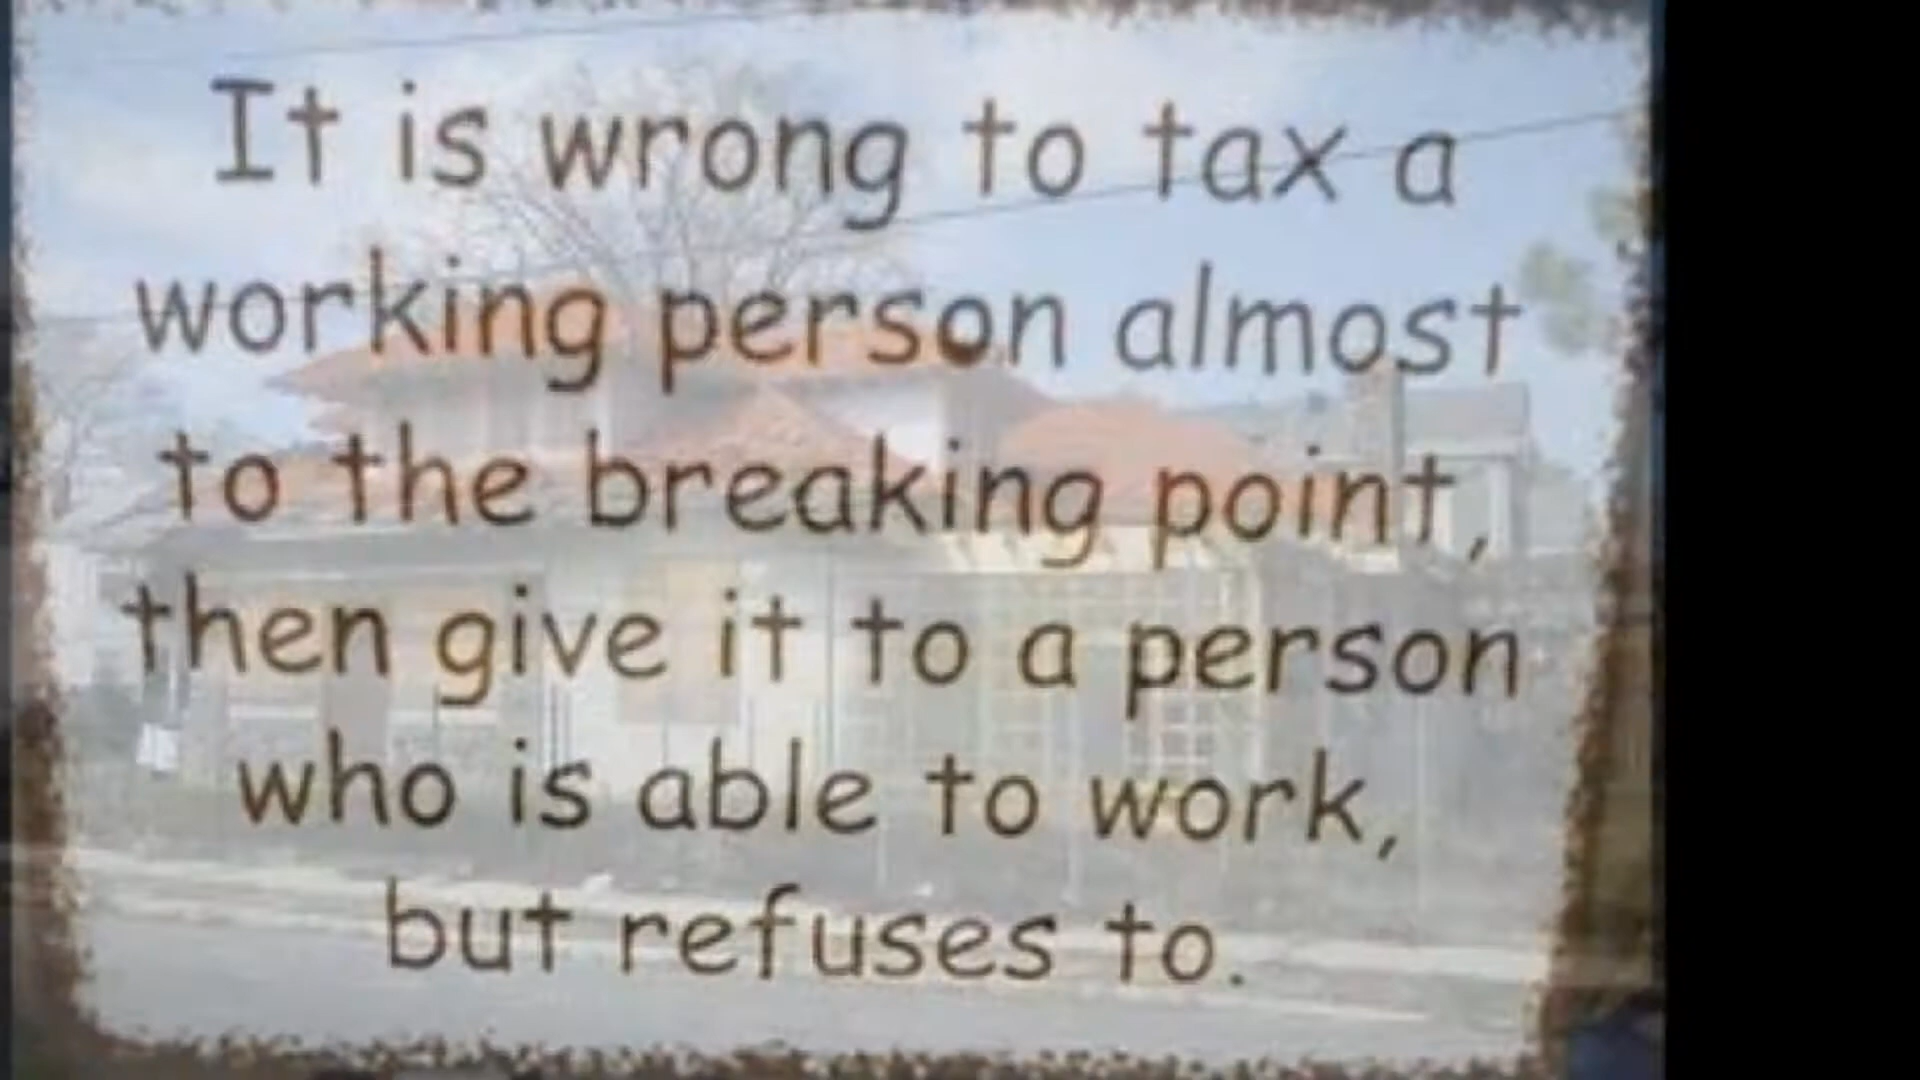 It is wrong to tax a
working person almost
to the breaking point,
then give it to a person
who is able to work,
but refuses to.